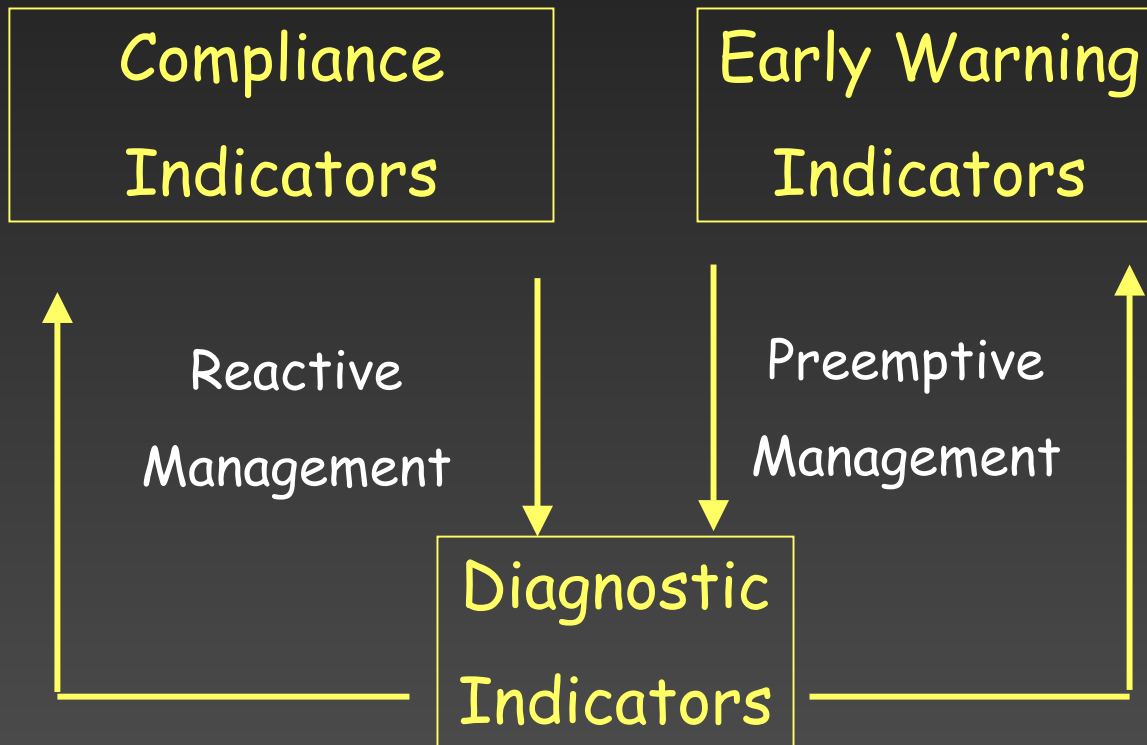 Compliance
Indicators
Early Warning
Indicators
Reactive
Management
Preemptive
Management
Diagnostic
Indicators